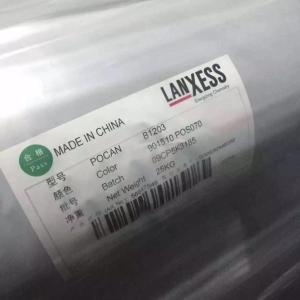 LANXESS
Energizing Chemistry
合格
Pass
MADE IN CHINA
型号 POCAN B1203
颜色 Color 901510 POS070
批号 Batch
净重 Net Weight 25KG